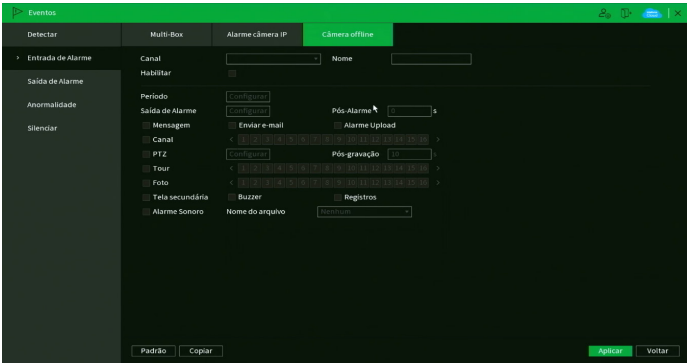 Eventos
Detectar
Multi-Box Alarme câmera IP Câmera offline
Entrada de Alarme
Saída de Alarme
Anormalidade
Silenciar
Canal Nome
Habilitar
Período Configurar
Saída de Alarme Configurar Pós-Alarme 0 s
Mensagem Enviar e-mail Alarme Upload
Canal < 1 2 3 4 5 6 7 8 9 10 11 12 13 14 15 16 >
PTZ Configurar Pós-gravação 10 s
Tour < 1 2 3 4 5 6 7 8 9 10 11 12 13 14 15 16 >
Foto < 1 2 3 4 5 6 7 8 9 10 11 12 13 14 15 16 >
Tela secundária Buzzer Registros
Alarme Sonoro Nome do arquivo Nenhum
Padrão Copiar Aplicar Voltar